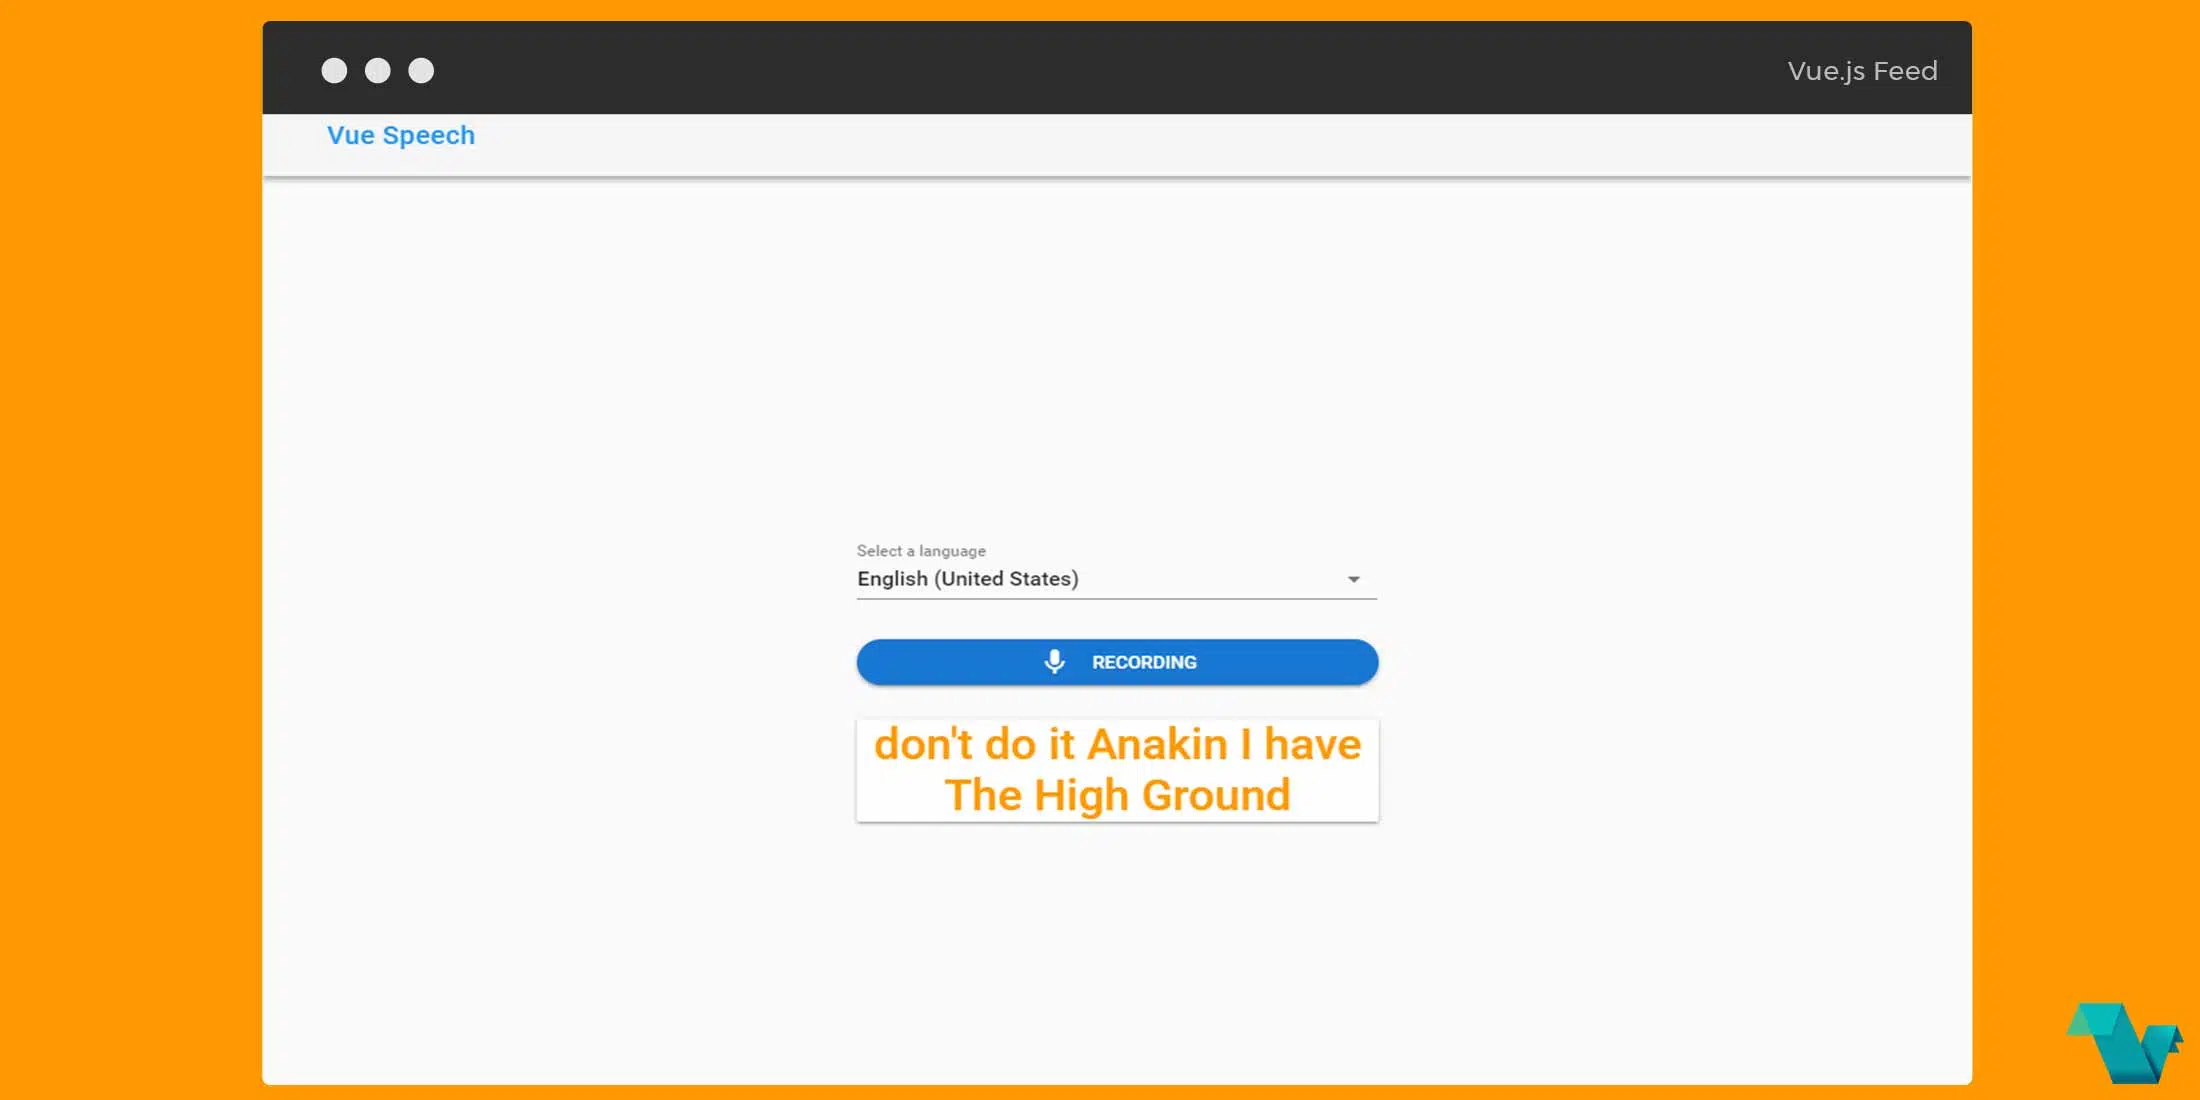 Vue.js Feed
Vue Speech
Select a language
English (United States)
RECORDING
don't do it Anakin I have
The High Ground